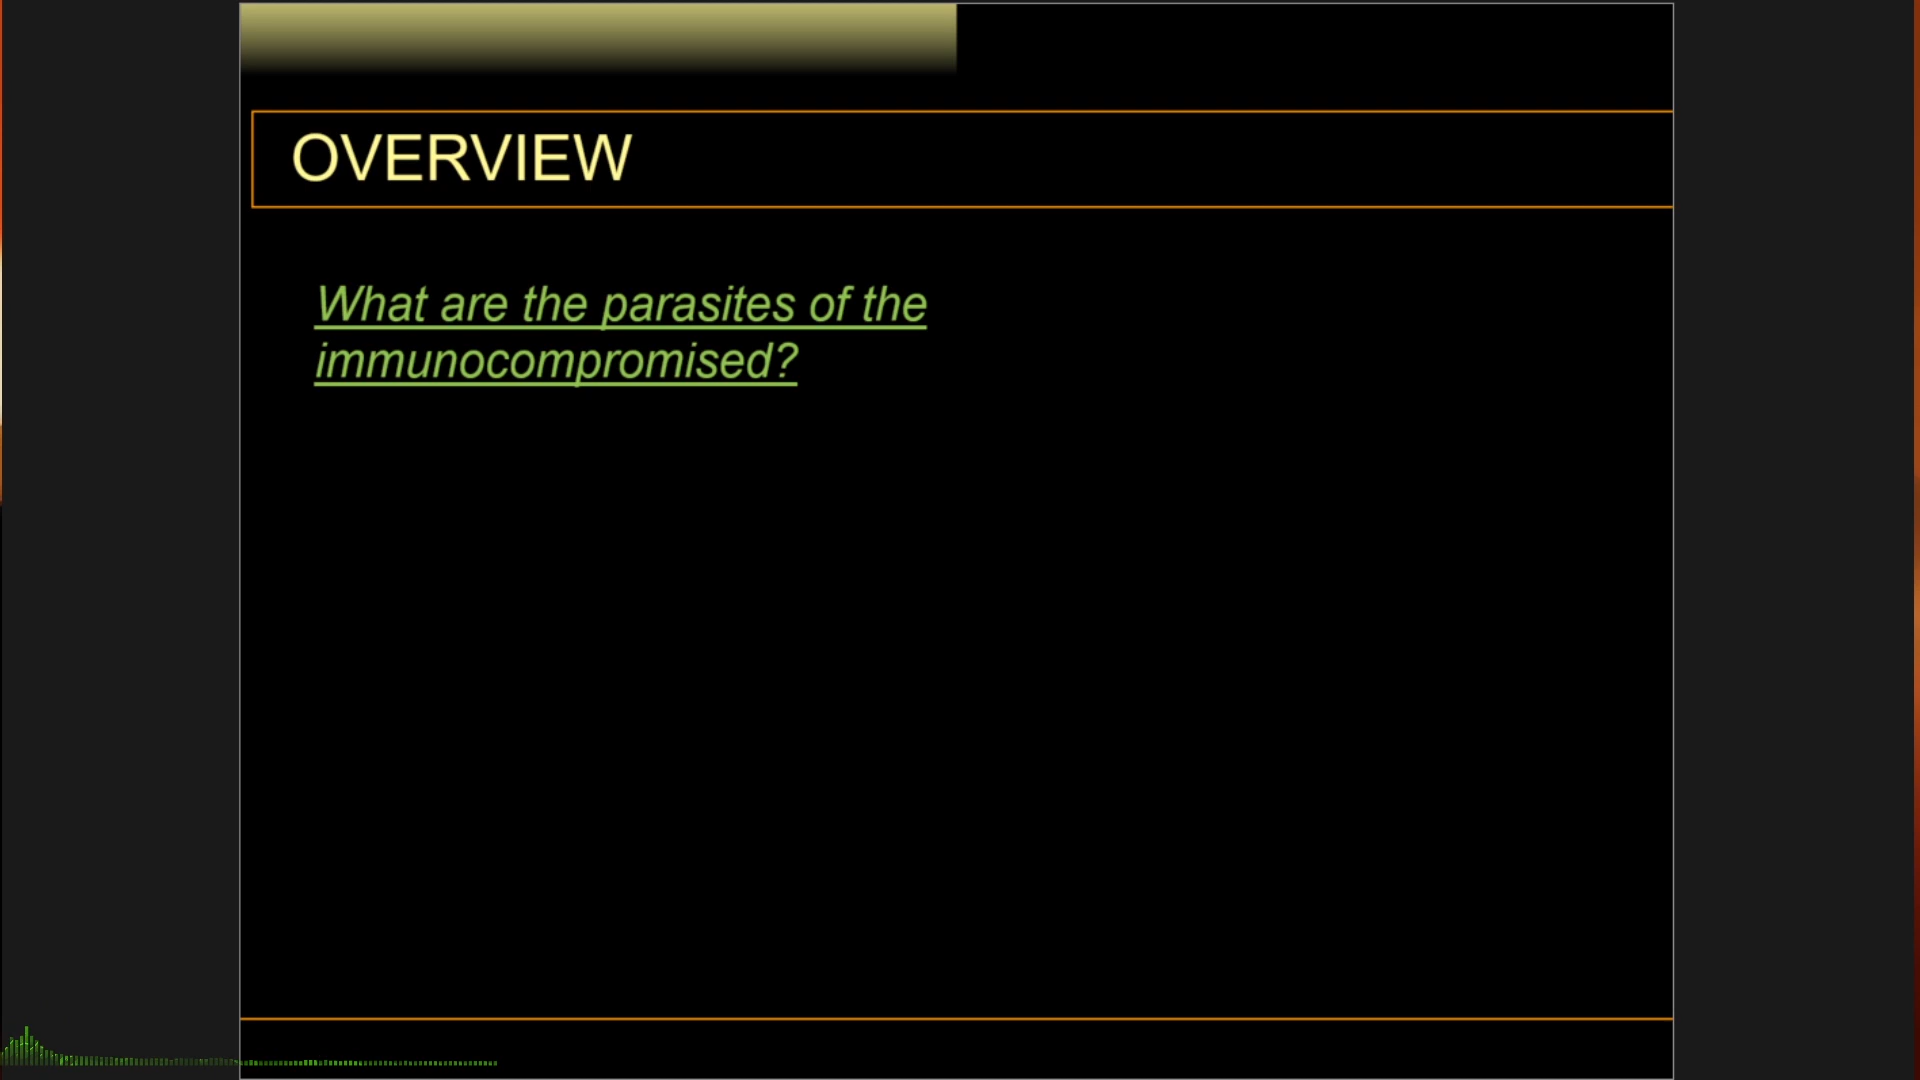 OVERVIEW
What are the parasites of the
immunocompromised?